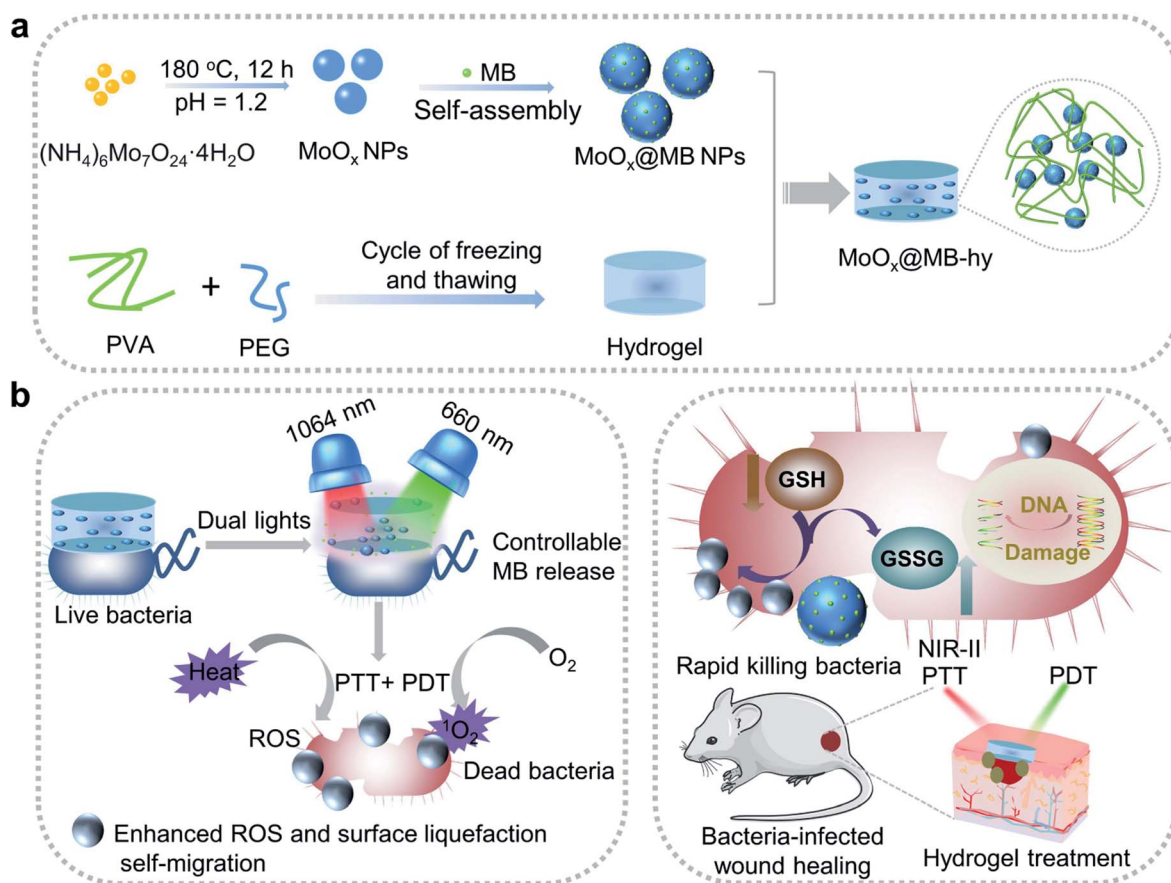 a
180 °C, 12 h
pH = 1.2
MB
Self-assembly
(NH₄)₆Mo₇O₂₄·4H₂O
MoOₓ NPs
MoOₓ@MB NPs
MoOₓ@MB-hy
Cycle of freezing
and thawing
+
PVA
PEG
Hydrogel
b
1064 nm
660 nm
Dual lights
Controllable
MB release
Live bacteria
Heat
PTT+ PDT
O₂
ROS
¹O₂
Dead bacteria
Enhanced ROS and surface liquefaction
self-migration
GSH
GSSG
DNA
Damage
Rapid killing bacteria
NIR-II
PTT
PDT
Bacteria-infected
wound healing
Hydrogel treatment